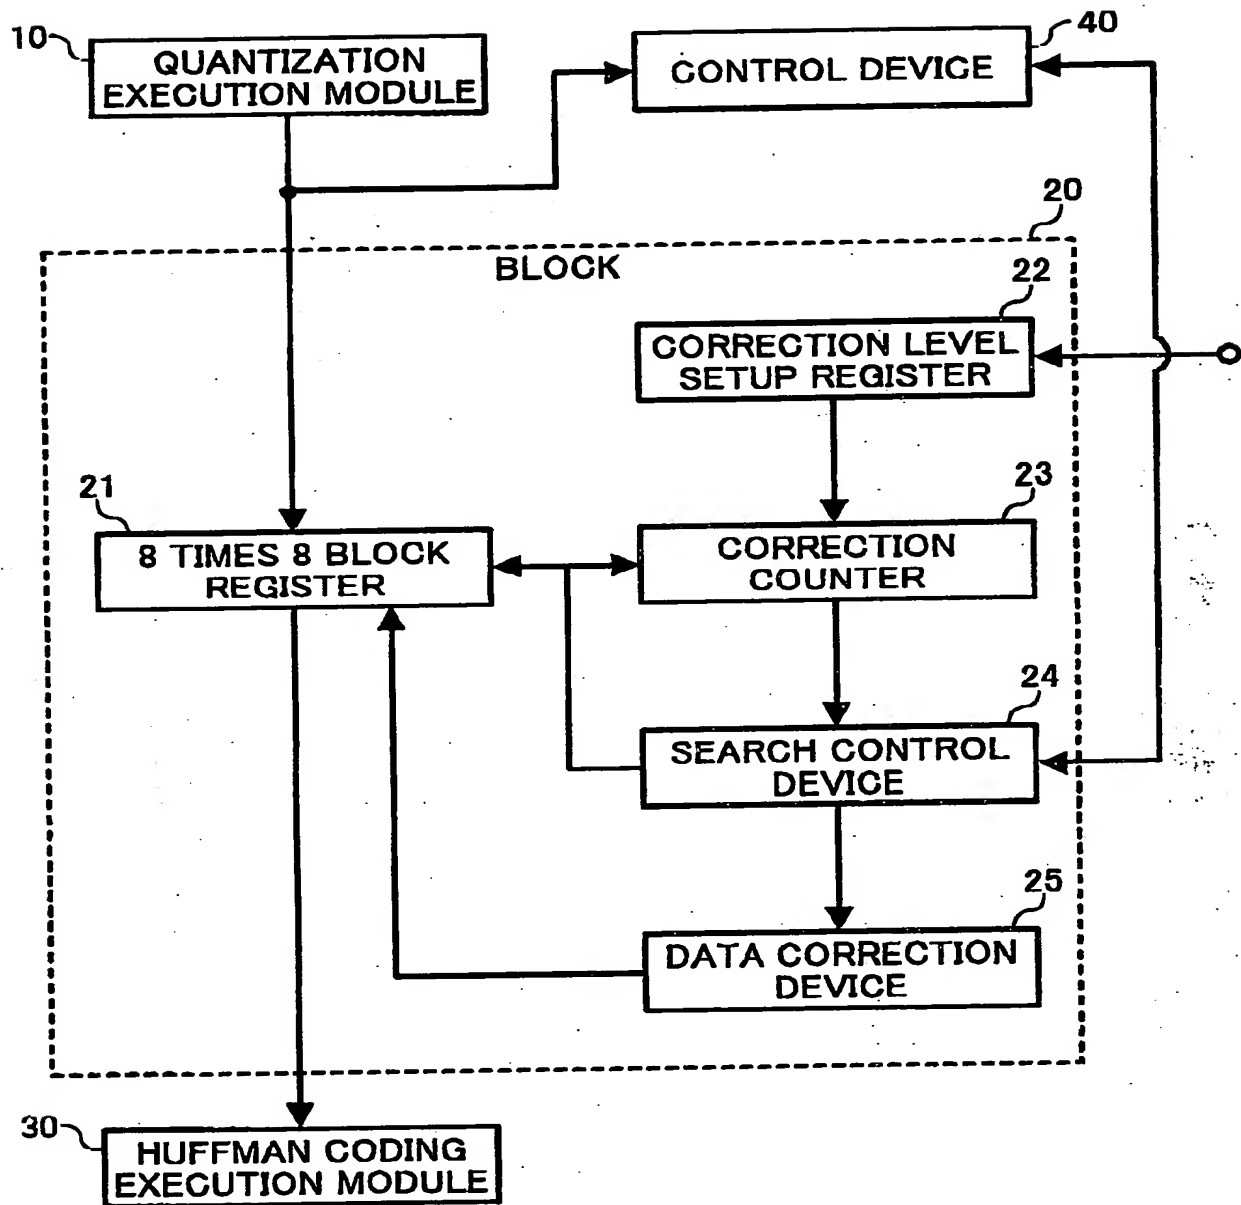 10
QUANTIZATION
EXECUTION MODULE
40
CONTROL DEVICE
20
BLOCK
22
CORRECTION LEVEL
SETUP REGISTER
21
8 TIMES 8 BLOCK
REGISTER
23
CORRECTION
COUNTER
24
SEARCH CONTROL
DEVICE
25
DATA CORRECTION
DEVICE
30
HUFFMAN CODING
EXECUTION MODULE